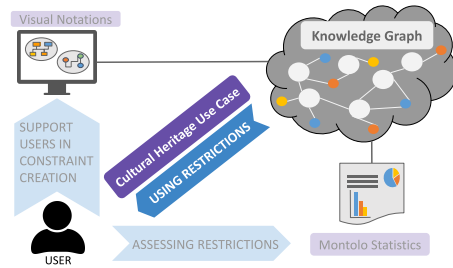 Visual Notations
Knowledge Graph
Cultural Heritage Use Case
USING RESTRICTIONS
SUPPORT
USERS IN
CONSTRAINT
CREATION
USER
ASSESSING RESTRICTIONS
Montolo Statistics